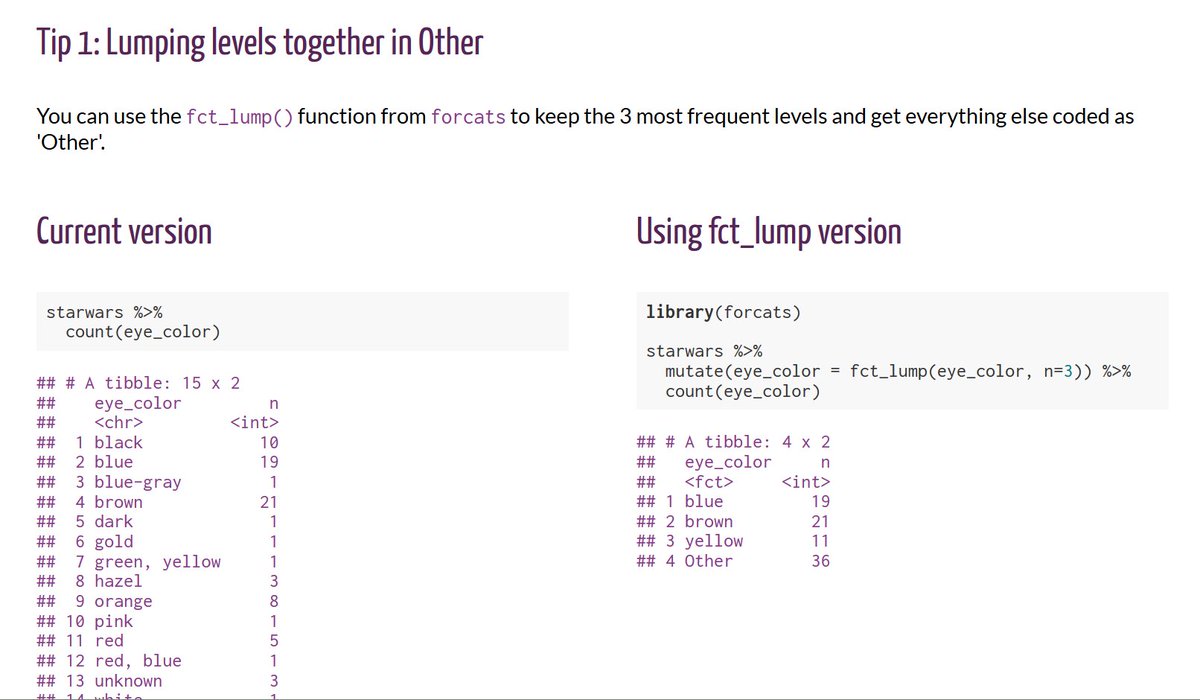 Tip 1: Lumping levels together in Other
You can use the fct_lump() function from forcats to keep the 3 most frequent levels and get everything else coded as
'Other'.
Current version
starwars %>%
  count(eye_color)
## # A tibble: 15 x 2
##    eye_color         n
##    <chr>         <int>
##  1 black            10
##  2 blue             19
##  3 blue-gray         1
##  4 brown            21
##  5 dark              1
##  6 gold              1
##  7 green, yellow     1
##  8 hazel             3
##  9 orange            8
## 10 pink              1
## 11 red               5
## 12 red, blue         1
## 13 unknown           3
## 14 white             1
Using fct_lump version
library(forcats)
starwars %>%
  mutate(eye_color = fct_lump(eye_color, n=3)) %>%
  count(eye_color)
## # A tibble: 4 x 2
##   eye_color     n
##   <fct>     <int>
## 1 blue         19
## 2 brown        21
## 3 yellow       11
## 4 Other        36